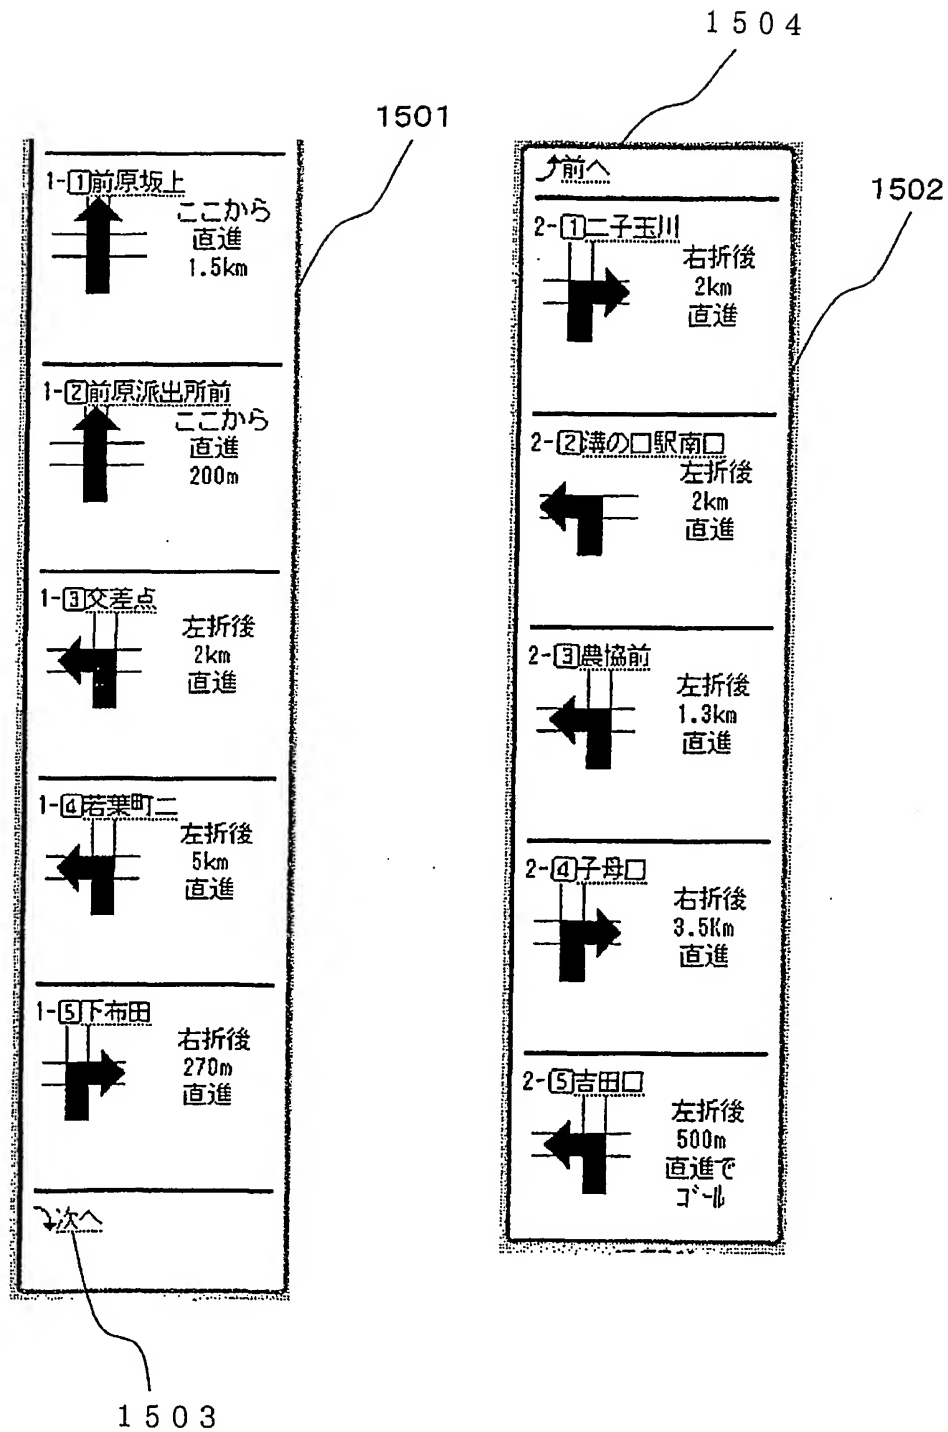 1504
1501
1502
1-1前原坂上
ここから
直進
1.5km
1-2前原派出所前
ここから
直進
200m
1-3交差点
左折後
2km
直進
1-4若葉町二
左折後
5km
直進
1-5下布田
右折後
270m
直進
次へ
1503
前へ
2-1二子玉川
右折後
2km
直進
2-2溝の口駅南口
左折後
2km
直進
2-3農協前
左折後
1.3km
直進
2-4子母口
右折後
3.5Km
直進
2-5吉田口
左折後
500m
直進で
ｺﾞｰﾙ